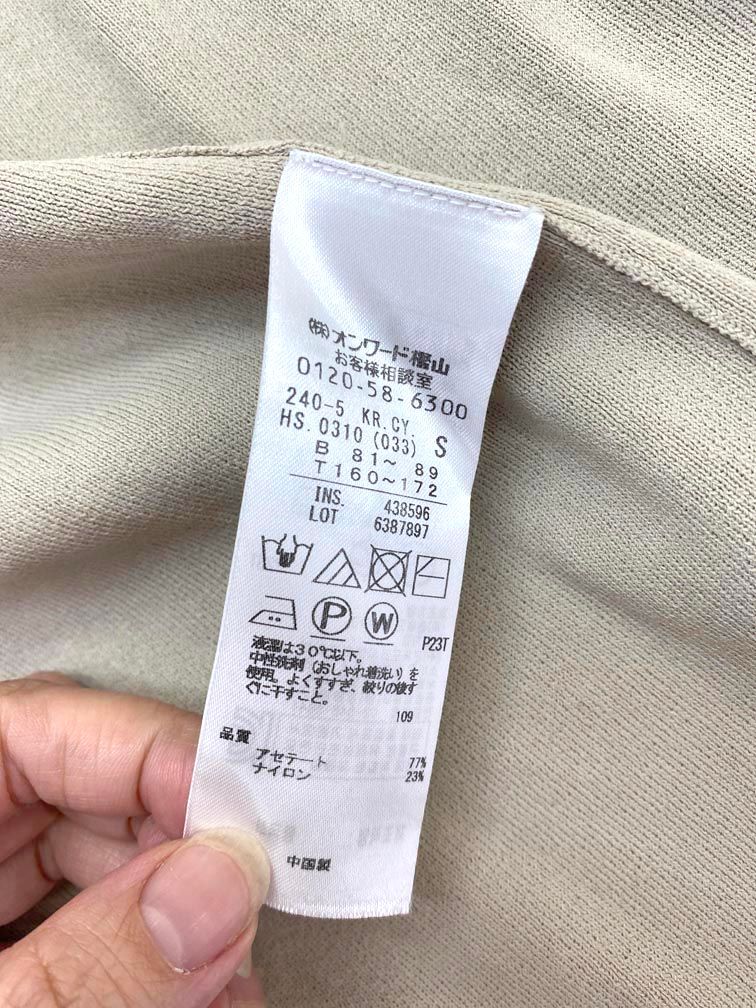 (株)オンワード樫山
お客様相談室
0120-58-6300
240-5 KR.CY. S
HS.0310(033)
B 81~ 89
T160~172
INS. 438596
LOT 6387897
P W P23T
液温は30℃以下。
中性洗剤(おしゃれ着洗い)を
使用。よくすすぎ、絞りの後す
ぐに干すこと。
109
品質
アセテート 77%
ナイロン 23%
中国製